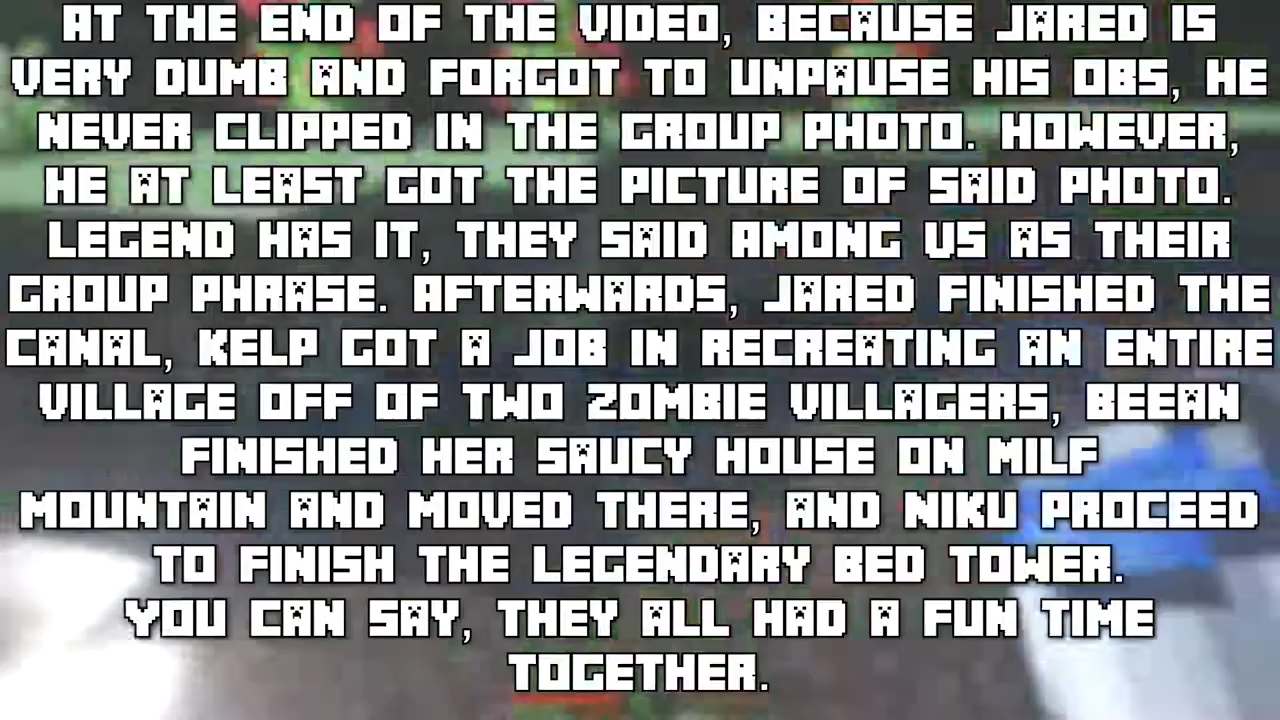 AT THE END OF THE VIDEO, BECAUSE JARED IS
VERY DUMB AND FORGOT TO UNPAUSE HIS OBS, HE
NEVER CLIPPED IN THE GROUP PHOTO. HOWEVER,
HE AT LEAST GOT THE PICTURE OF SAID PHOTO.
LEGEND HAS IT, THEY SAID AMONG US AS THEIR
GROUP PHRASE. AFTERWARDS, JARED FINISHED THE
CANAL, KELP GOT A JOB IN RECREATING AN ENTIRE
VILLAGE OFF OF TWO ZOMBIE VILLAGERS, BEEAN
FINISHED HER SAUCY HOUSE ON MILF
MOUNTAIN AND MOVED THERE, AND NIKU PROCEED
TO FINISH THE LEGENDARY BED TOWER.
YOU CAN SAY, THEY ALL HAD A FUN TIME
TOGETHER.